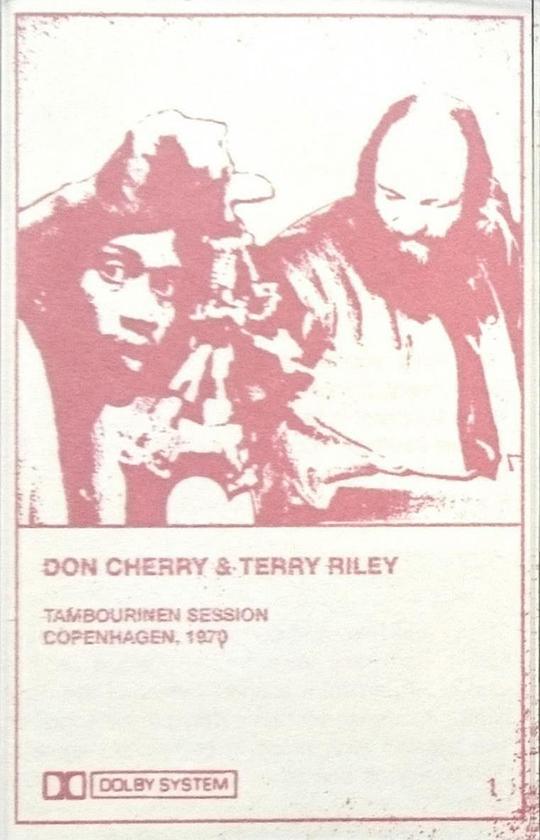 DON CHERRY & TERRY RILEY
TAMBOURINEN SESSION
COPENHAGEN, 1970
DOLBY SYSTEM